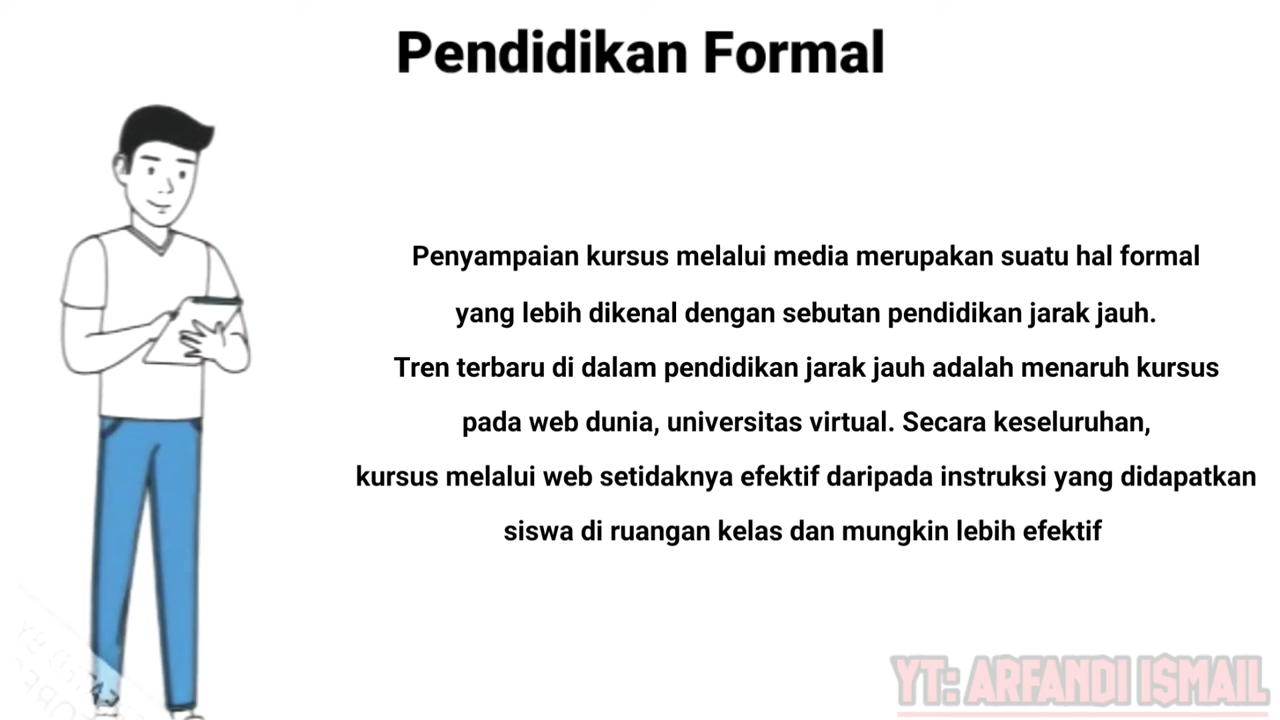 Pendidikan Formal
Penyampaian kursus melalui media merupakan suatu hal formal
yang lebih dikenal dengan sebutan pendidikan jarak jauh.
Tren terbaru di dalam pendidikan jarak jauh adalah menaruh kursus
pada web dunia, universitas virtual. Secara keseluruhan,
kursus melalui web setidaknya efektif daripada instruksi yang didapatkan
siswa di ruangan kelas dan mungkin lebih efektif
YT: ARFANDI ISMAIL